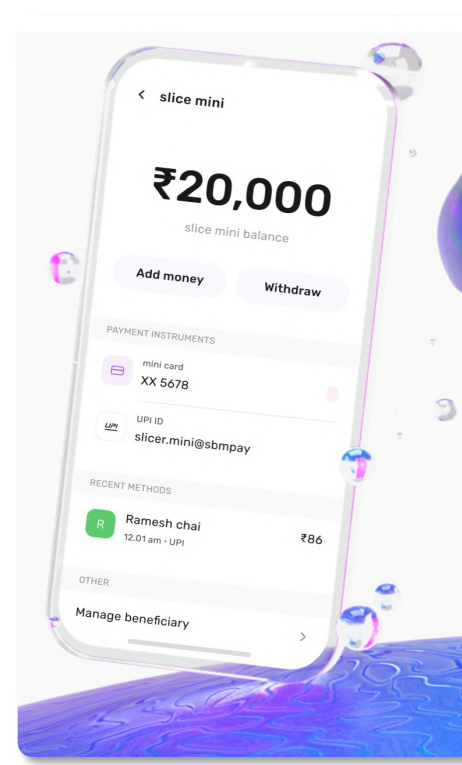 slice mini
₹20,000
slice mini balance
Add money
Withdraw
PAYMENT INSTRUMENTS
mini card
XX 5678
UPI
UPI ID
slicer.mini@sbmpay
RECENT METHODS
R
Ramesh chai
₹86
12.01 am • UPI
OTHER
Manage beneficiary